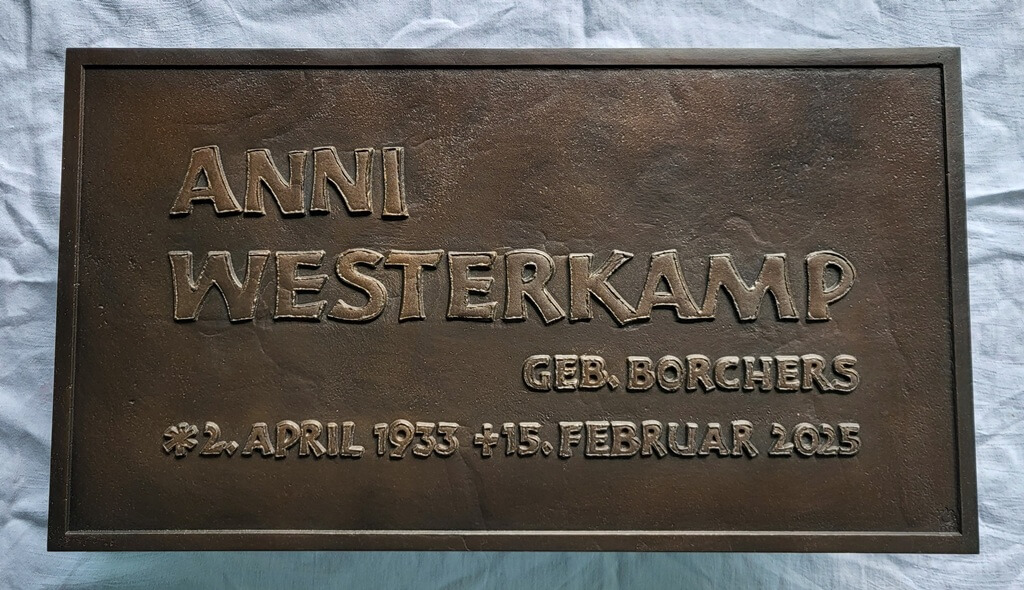 ANNI
WESTERKAMP
GEB. BORCHERS
*2. APRIL 1933 +15. FEBRUAR 2025